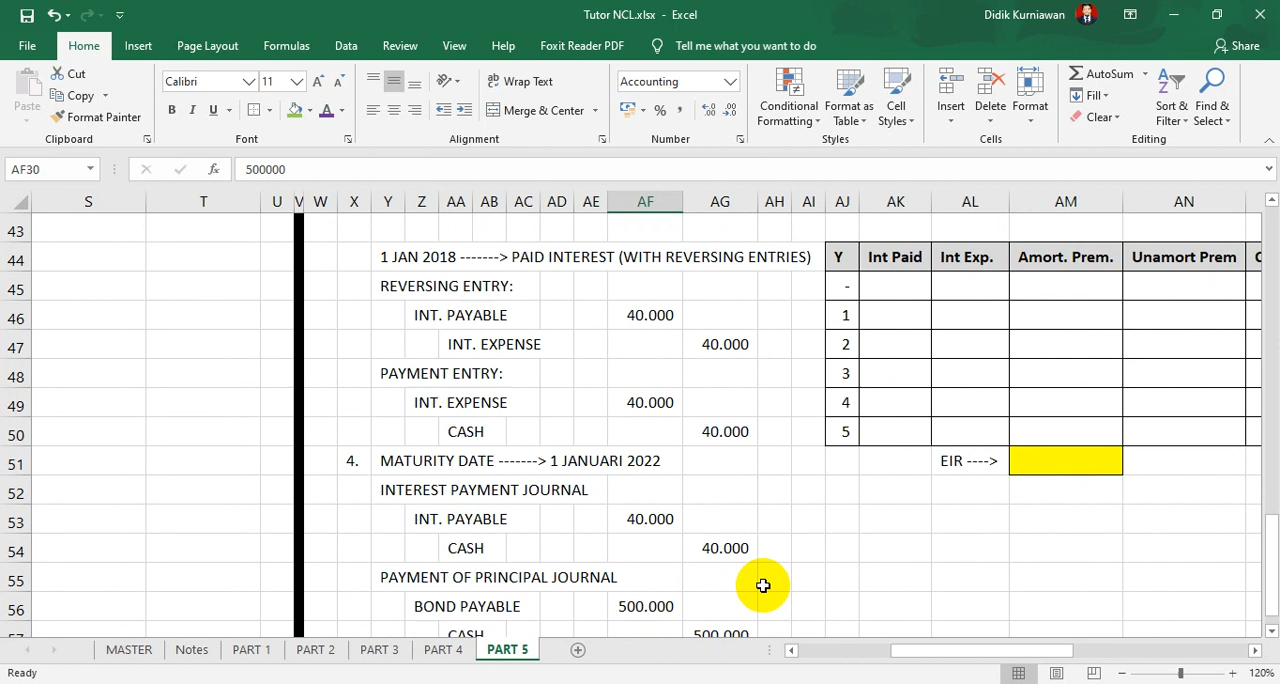 Tutor NCL.xlsx - Excel
Didik Kurniawan
File Home Insert Page Layout Formulas Data Review View Help Foxit Reader PDF Tell me what you want to do Share
Paste
Cut
Copy
Format Painter
Clipboard
Calibri 11
B I U
Font
Wrap Text
Merge & Center
Alignment
Accounting
Number
Conditional Formatting
Format as Table
Cell Styles
Styles
Insert Delete Format
Cells
AutoSum
Fill
Clear
Sort & Filter
Find & Select
Editing
AF30 fx 500000
S T U V W X Y Z AA AB AC AD AE AF AG AH AI AJ AK AL AM AN
43
44 1 JAN 2018 -------> PAID INTEREST (WITH REVERSING ENTRIES) Y Int Paid Int Exp. Amort. Prem. Unamort Prem
45 REVERSING ENTRY: -
46 INT. PAYABLE 40.000 1
47 INT. EXPENSE 40.000 2
48 PAYMENT ENTRY: 3
49 INT. EXPENSE 40.000 4
50 CASH 40.000 5
51 4. MATURITY DATE -------> 1 JANUARI 2022 EIR ---->
52 INTEREST PAYMENT JOURNAL
53 INT. PAYABLE 40.000
54 CASH 40.000
55 PAYMENT OF PRINCIPAL JOURNAL
56 BOND PAYABLE 500.000
57 CASH 500.000
MASTER Notes PART 1 PART 2 PART 3 PART 4 PART 5
Ready 120%